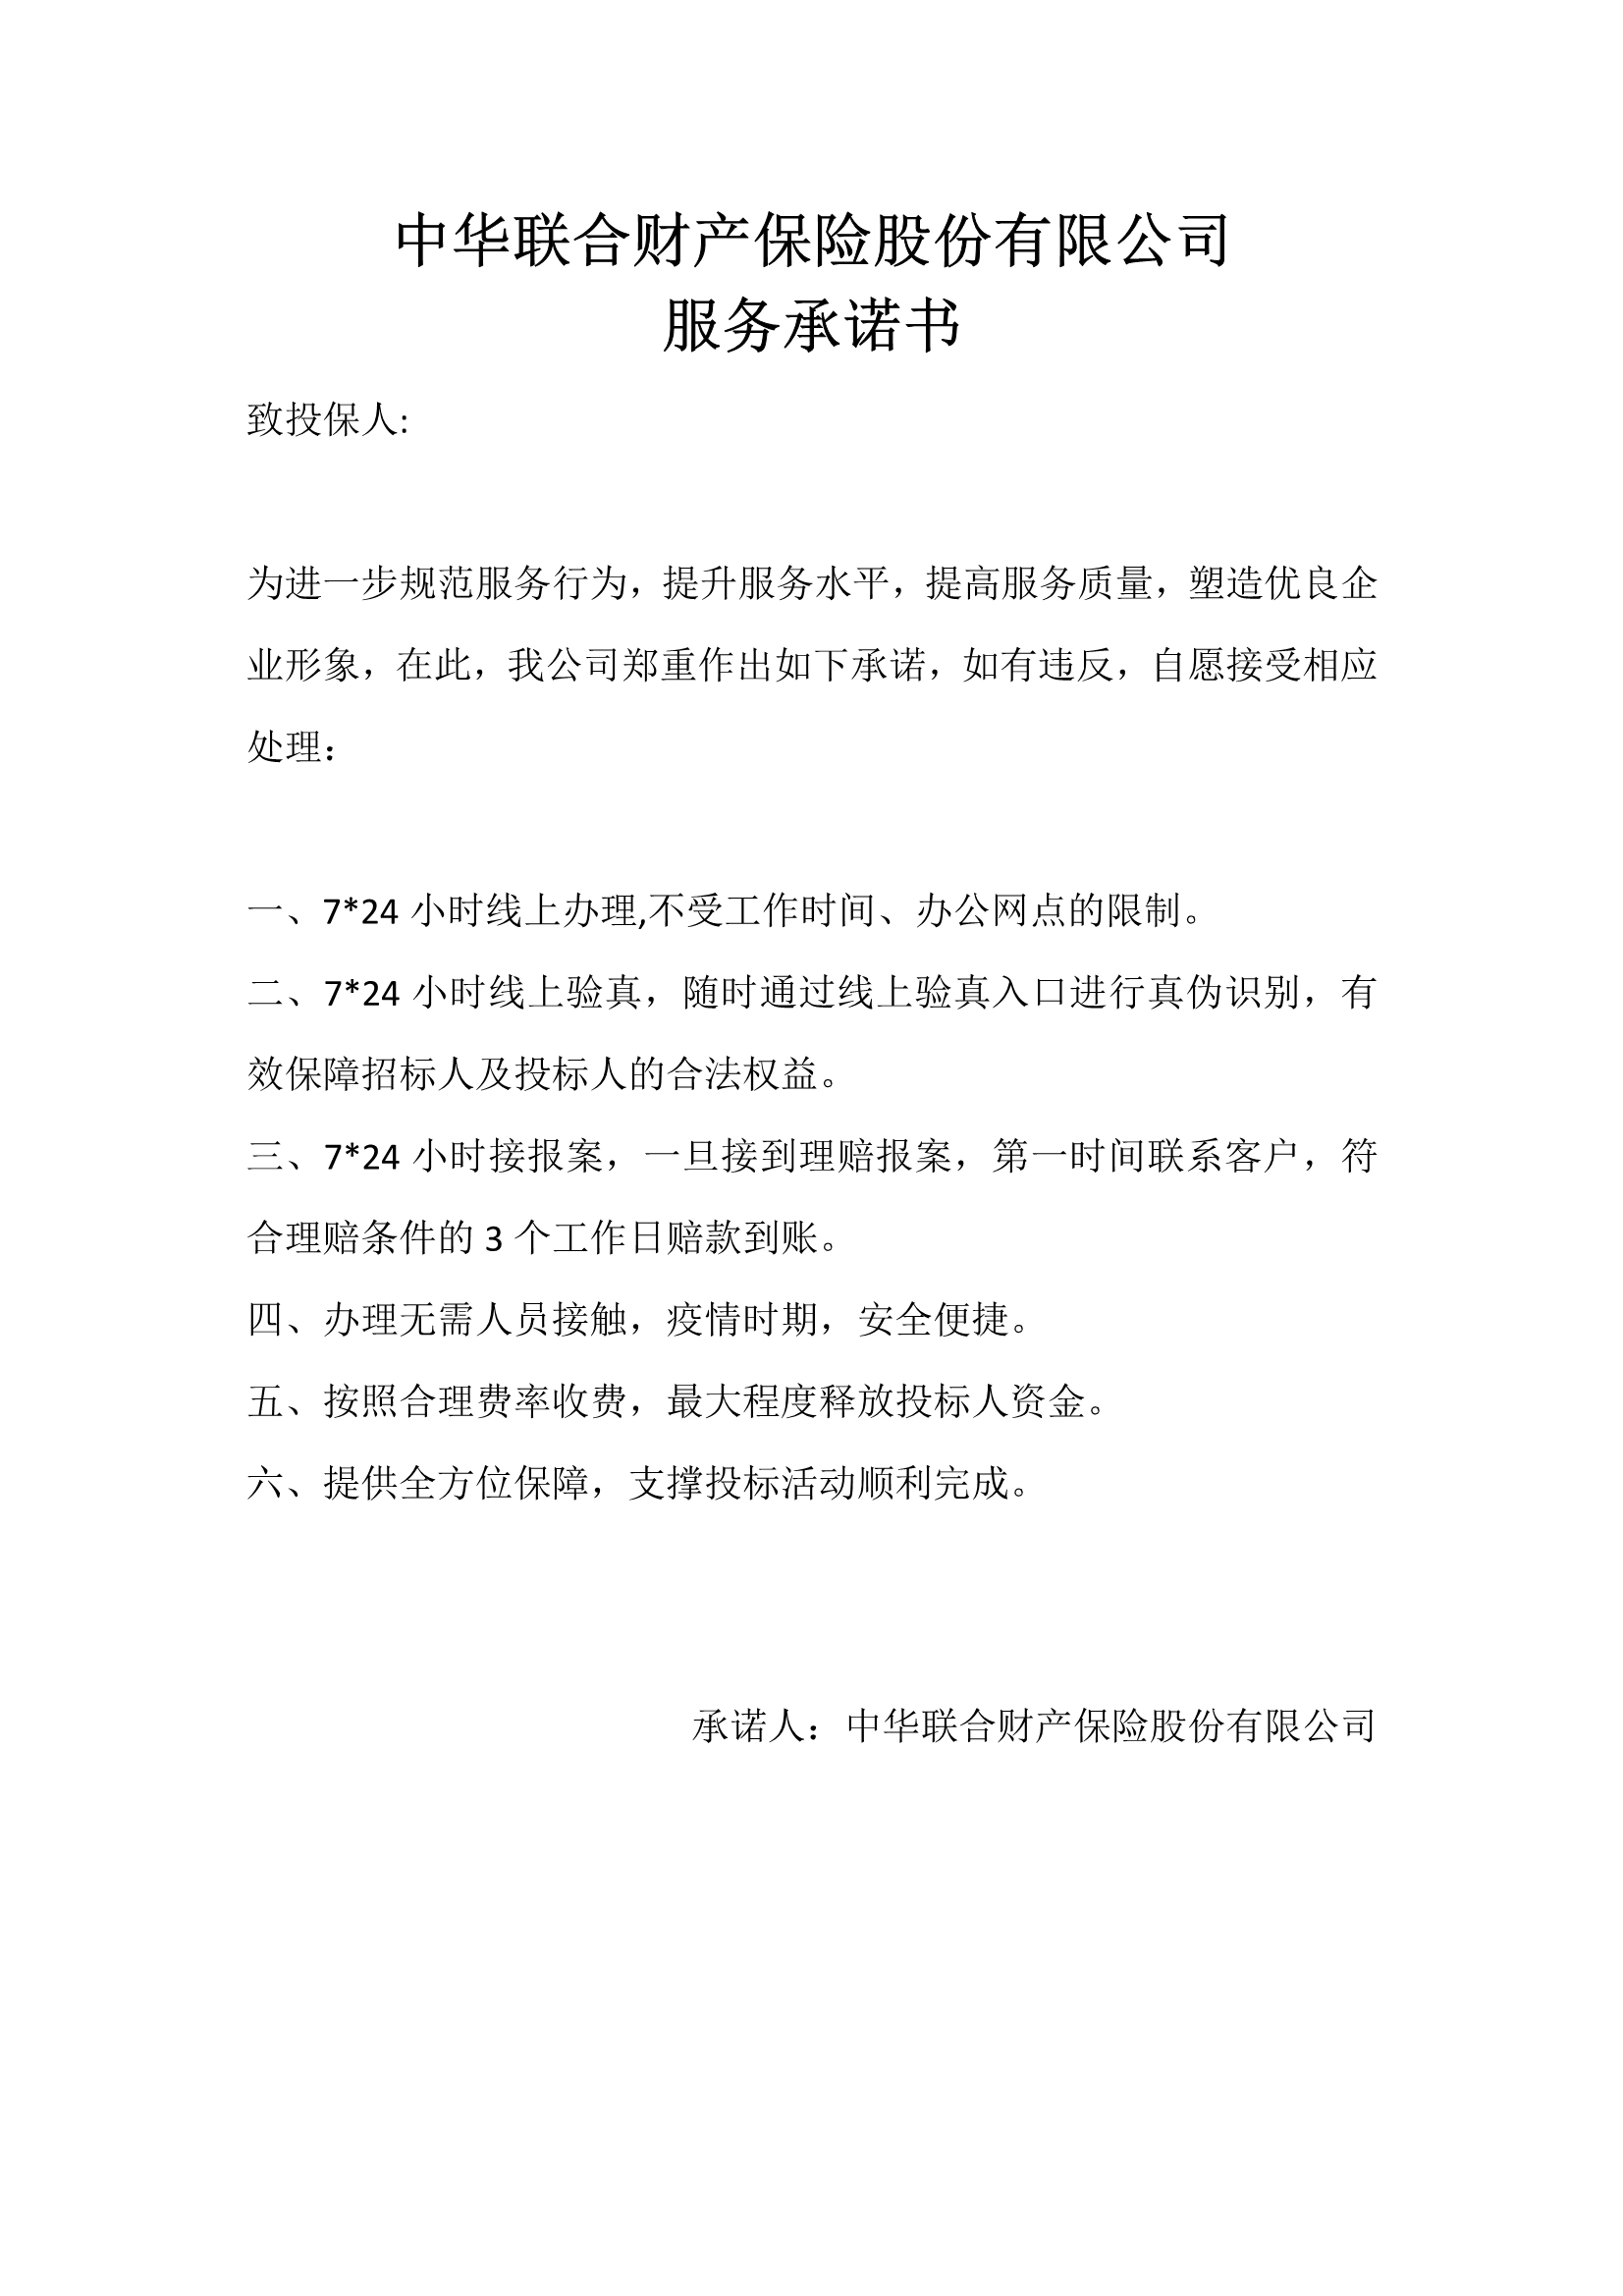 中华联合财产保险股份有限公司
服务承诺书
致投保人:
为进一步规范服务行为，提升服务水平，提高服务质量，塑造优良企
业形象，在此，我公司郑重作出如下承诺，如有违反，自愿接受相应
处理：
一、7*24 小时线上办理,不受工作时间、办公网点的限制。
二、7*24 小时线上验真，随时通过线上验真入口进行真伪识别，有
效保障招标人及投标人的合法权益。
三、7*24 小时接报案，一旦接到理赔报案，第一时间联系客户，符
合理赔条件的 3 个工作日赔款到账。
四、办理无需人员接触，疫情时期，安全便捷。
五、按照合理费率收费，最大程度释放投标人资金。
六、提供全方位保障，支撑投标活动顺利完成。
承诺人：中华联合财产保险股份有限公司